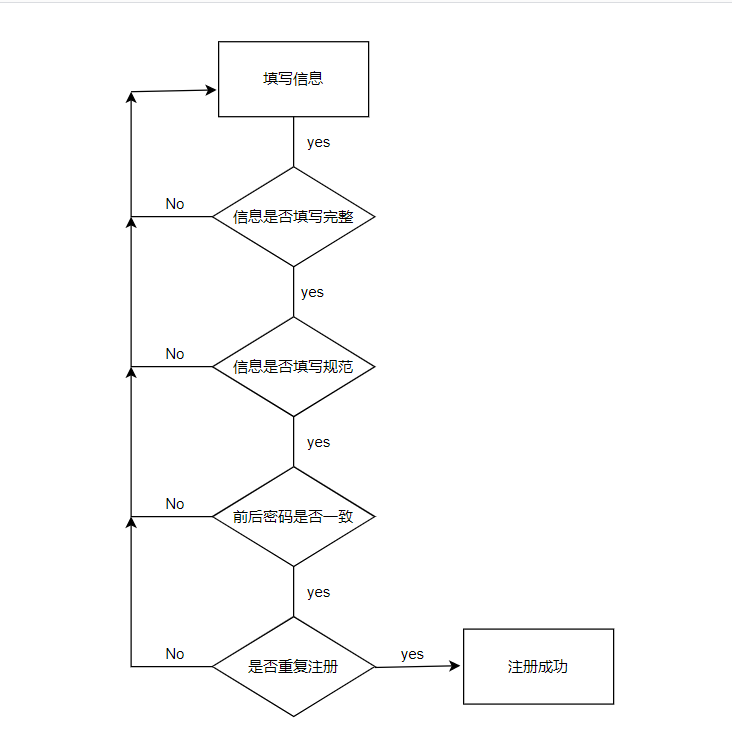 填写信息
yes
No
信息是否填写完整
yes
No
信息是否填写规范
yes
No
前后密码是否一致
yes
No
是否重复注册
yes
注册成功